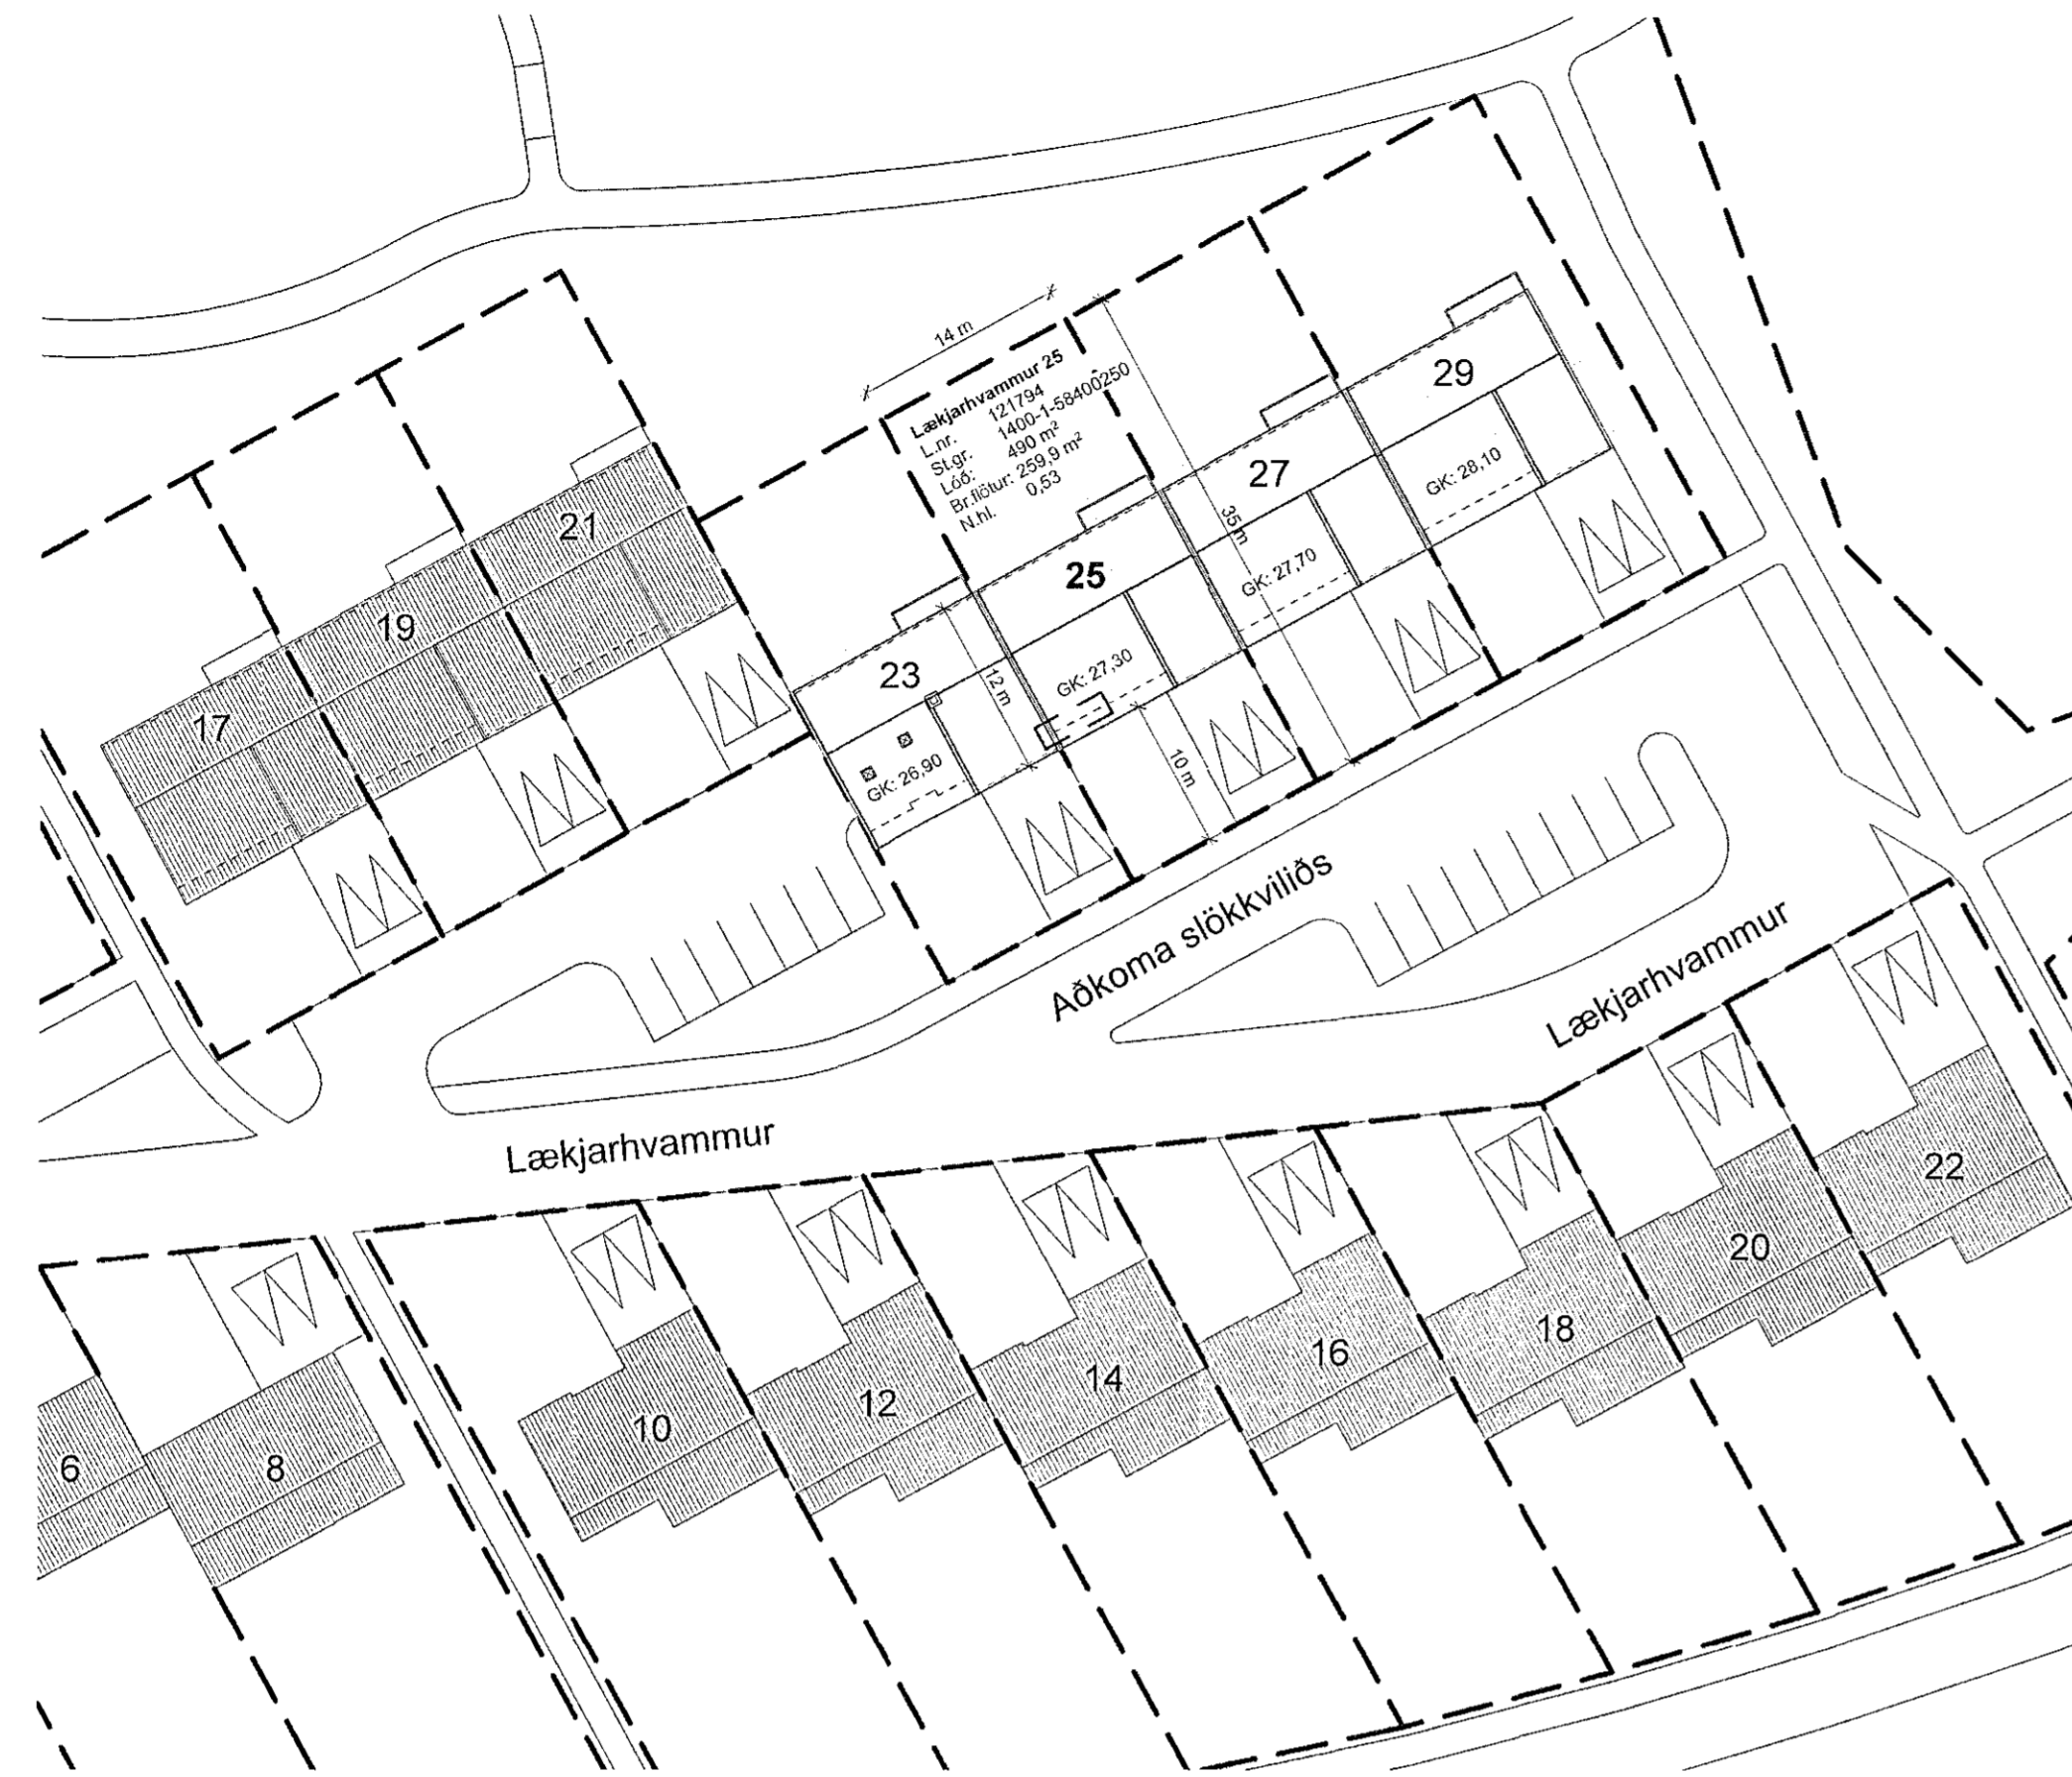 14 m
Lækjarhvammur 25
L.nr. 121794
St.gr. 1400-1-58400250
Lóð: 490 m²
Br.flötur: 259,9 m²
N.hl. 0,53
29
GK: 28,10
27
35 m
GK: 27,70
25
GK: 27,30
23
12 m
GK: 26,90
10 m
21
19
17
Aðkoma slökkviliðs
Lækjarhvammur
Lækjarhvammur
6
8
10
12
14
16
18
20
22